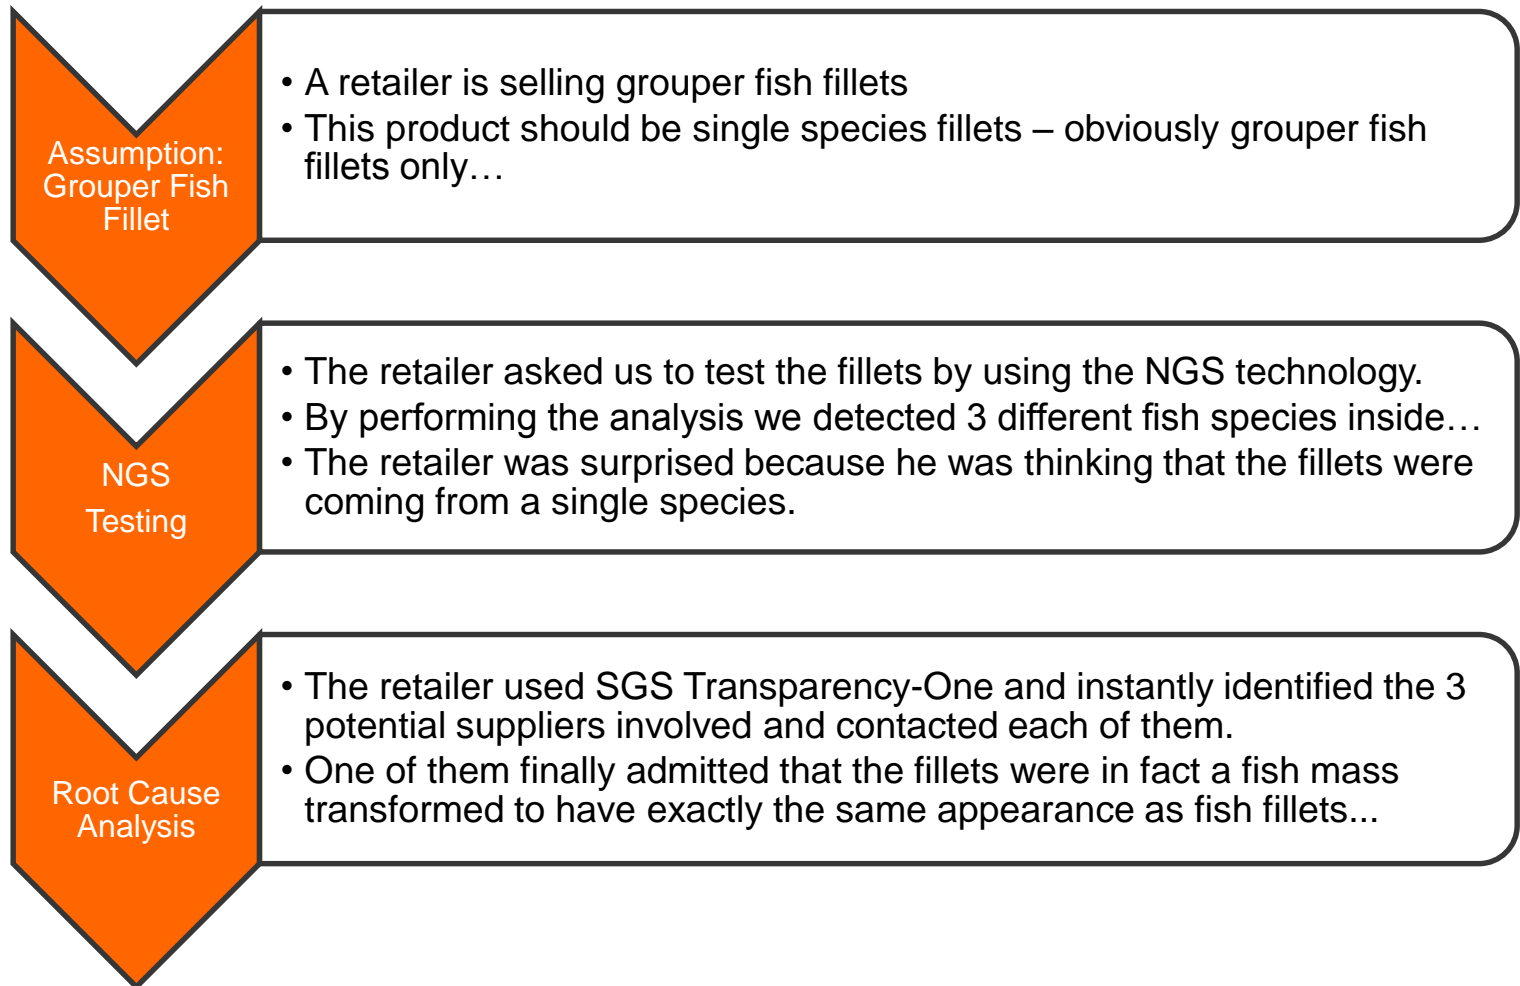 Assumption:
Grouper Fish
Fillet
• A retailer is selling grouper fish fillets
• This product should be single species fillets – obviously grouper fish
fillets only…
NGS
Testing
• The retailer asked us to test the fillets by using the NGS technology.
• By performing the analysis we detected 3 different fish species inside…
• The retailer was surprised because he was thinking that the fillets were
coming from a single species.
Root Cause
Analysis
• The retailer used SGS Transparency-One and instantly identified the 3
potential suppliers involved and contacted each of them.
• One of them finally admitted that the fillets were in fact a fish mass
transformed to have exactly the same appearance as fish fillets...